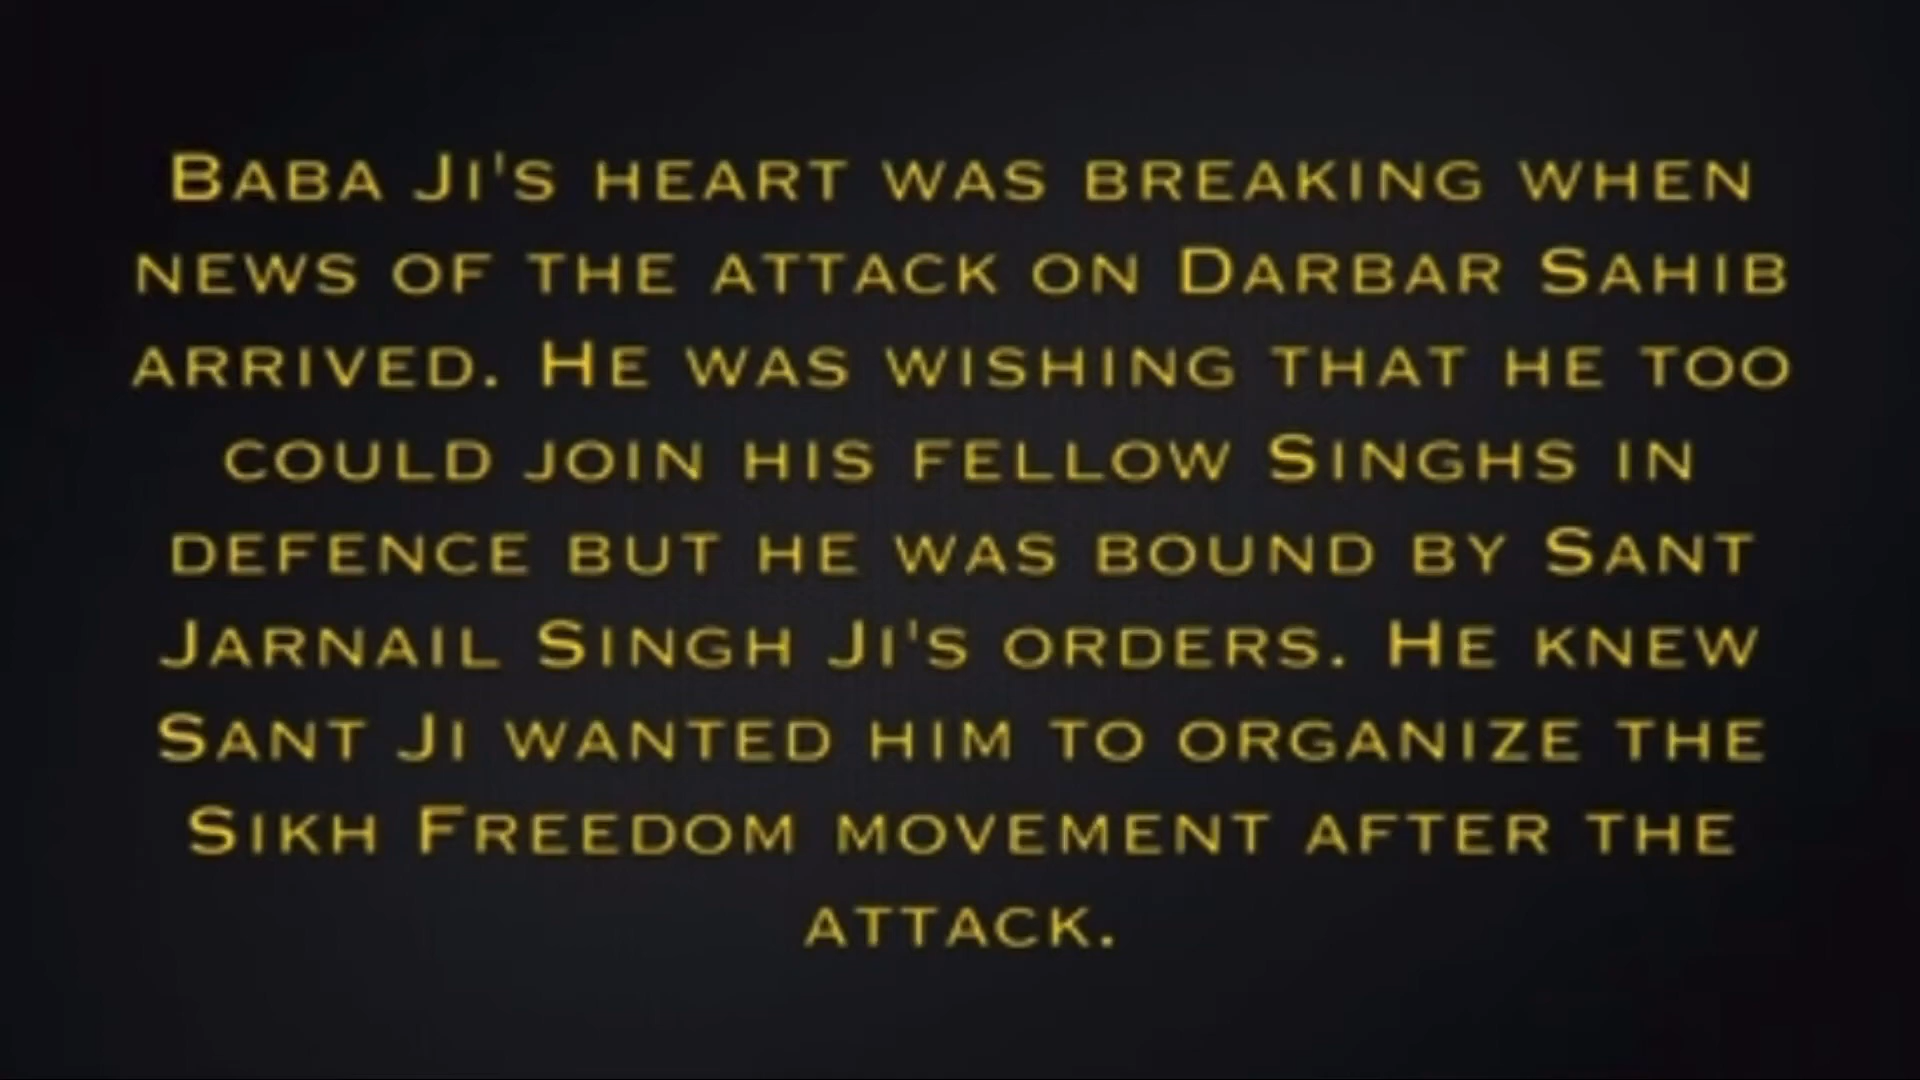 Baba Ji's heart was breaking when
news of the attack on Darbar Sahib
arrived. He was wishing that he too
could join his fellow Singhs in
defence but he was bound by Sant
Jarnail Singh Ji's orders. He knew
Sant Ji wanted him to organize the
Sikh Freedom movement after the
attack.